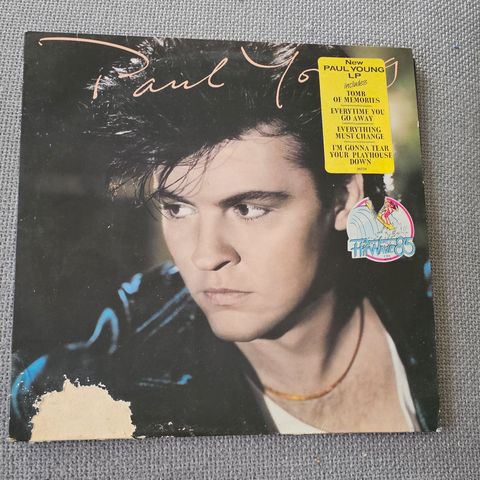 Paul Young
New
PAUL YOUNG
LP
includes:
TOMB
OF MEMORIES
EVERYTIME YOU
GO AWAY
EVERYTHING
MUST CHANGE
I'M GONNA TEAR
YOUR PLAYHOUSE
DOWN